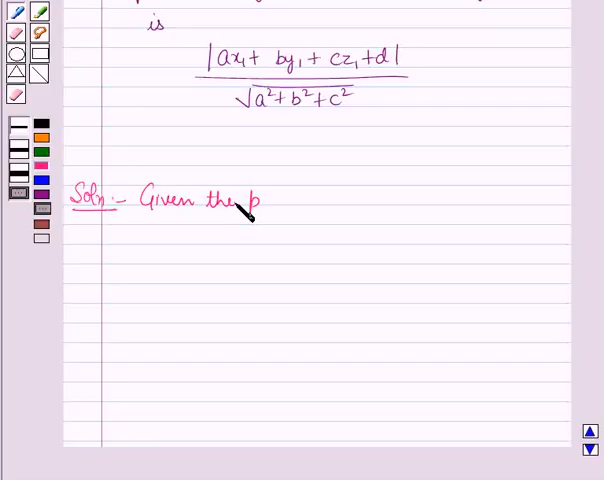 is
|ax₁ + by₁ + cz₁ + d|
√a² + b² + c²
Soln :- Given the p